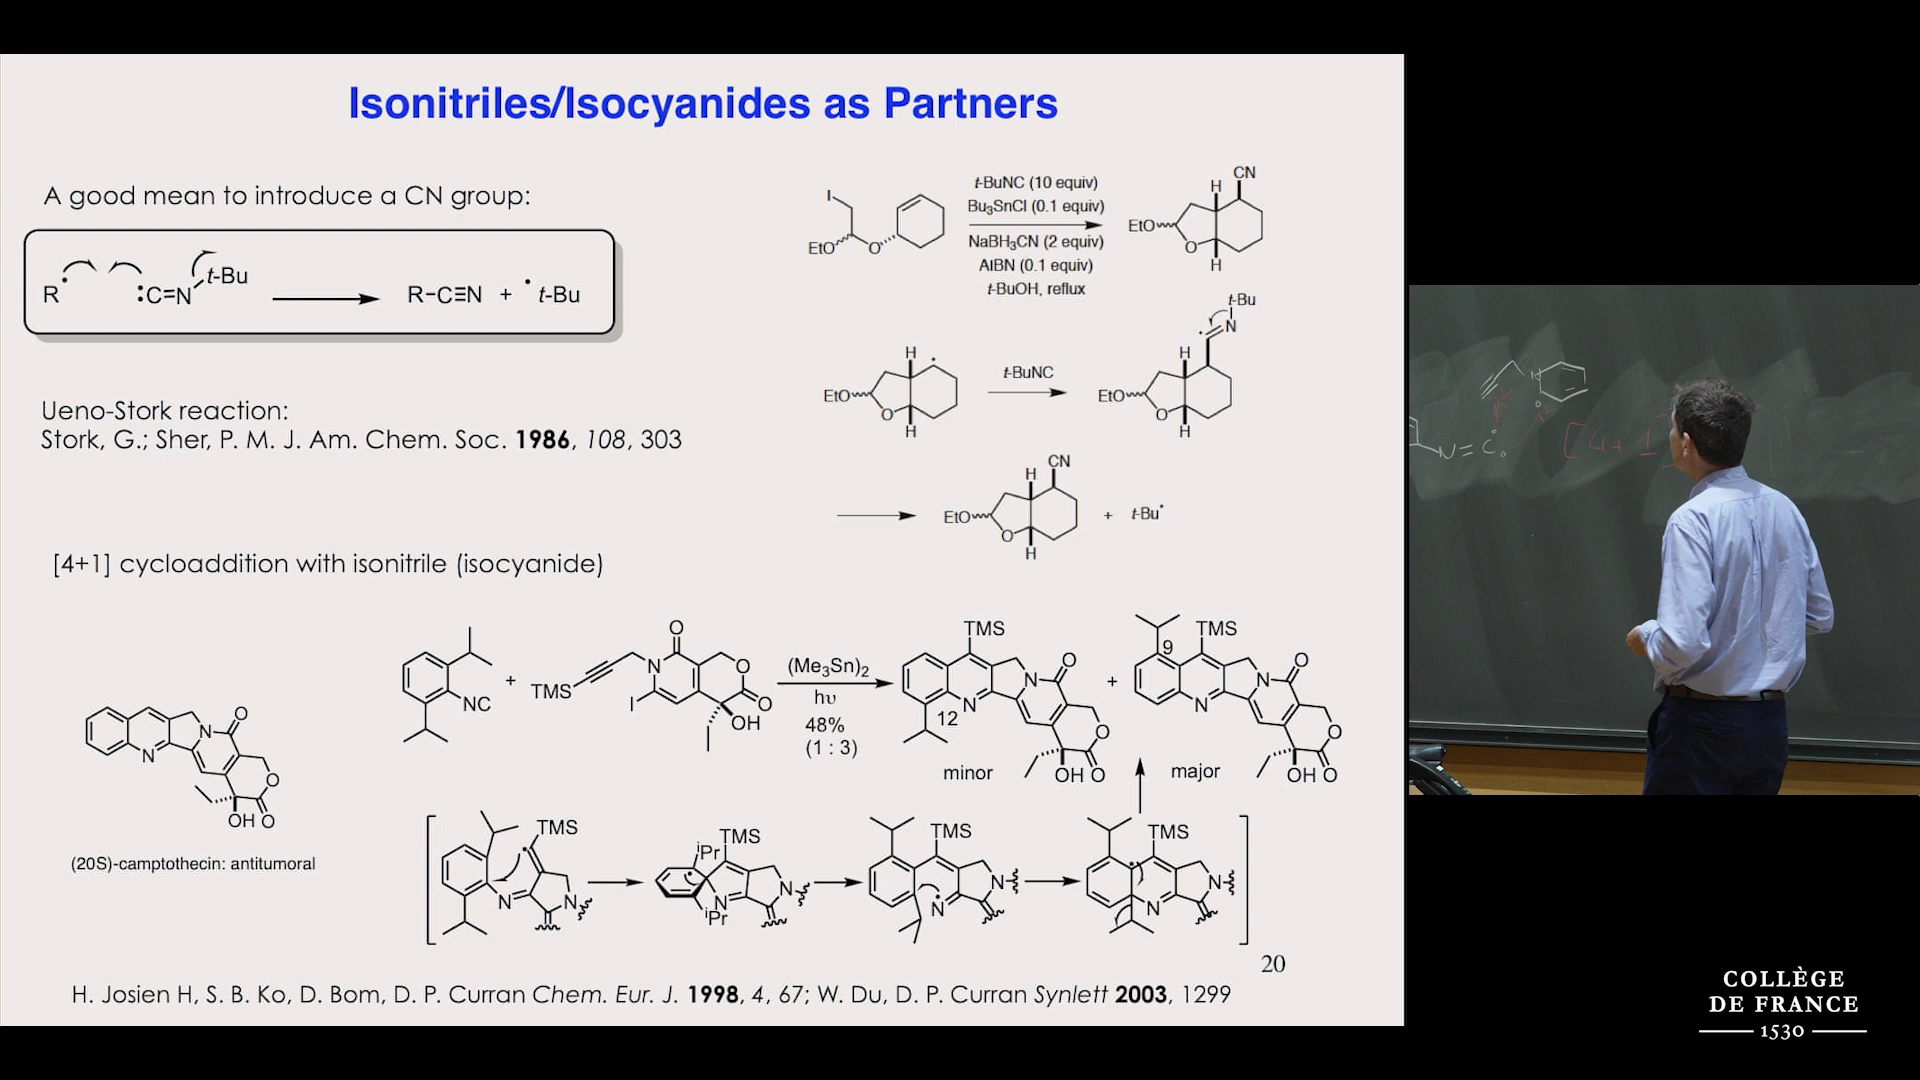 Isonitriles/Isocyanides as Partners
A good mean to introduce a CN group:
R• :C=N t-Bu R-C≡N + •t-Bu
Ueno-Stork reaction:
Stork, G.; Sher, P. M. J. Am. Chem. Soc. 1986, 108, 303
I
EtO O
t-BuNC (10 equiv)
Bu₃SnCl (0.1 equiv)
NaBH₃CN (2 equiv)
AIBN (0.1 equiv)
t-BuOH, reflux
CN
H
EtO
O
H
H
EtO
O
H
t-BuNC
t-Bu
N
H
EtO
O
H
CN
H
EtO
O
H
+ t-Bu•
[4+1] cycloaddition with isonitrile (isocyanide)
NC
+
O
N
O
TMS
I
O
OH
(Me₃Sn)₂
hυ
48%
(1 : 3)
TMS
N
O
N
12
O
OH O
minor
+
9
TMS
N
O
N
O
OH O
major
N
O
N
O
OH O
(20S)-camptothecin: antitumoral
TMS
N
N
iPr
TMS
N
N
iPr
TMS
N
N
TMS
N
N
20
H. Josien H, S. B. Ko, D. Bom, D. P. Curran Chem. Eur. J. 1998, 4, 67; W. Du, D. P. Curran Synlett 2003, 1299
N
N=C
[4+1
COLLÈGE
DE FRANCE
1530